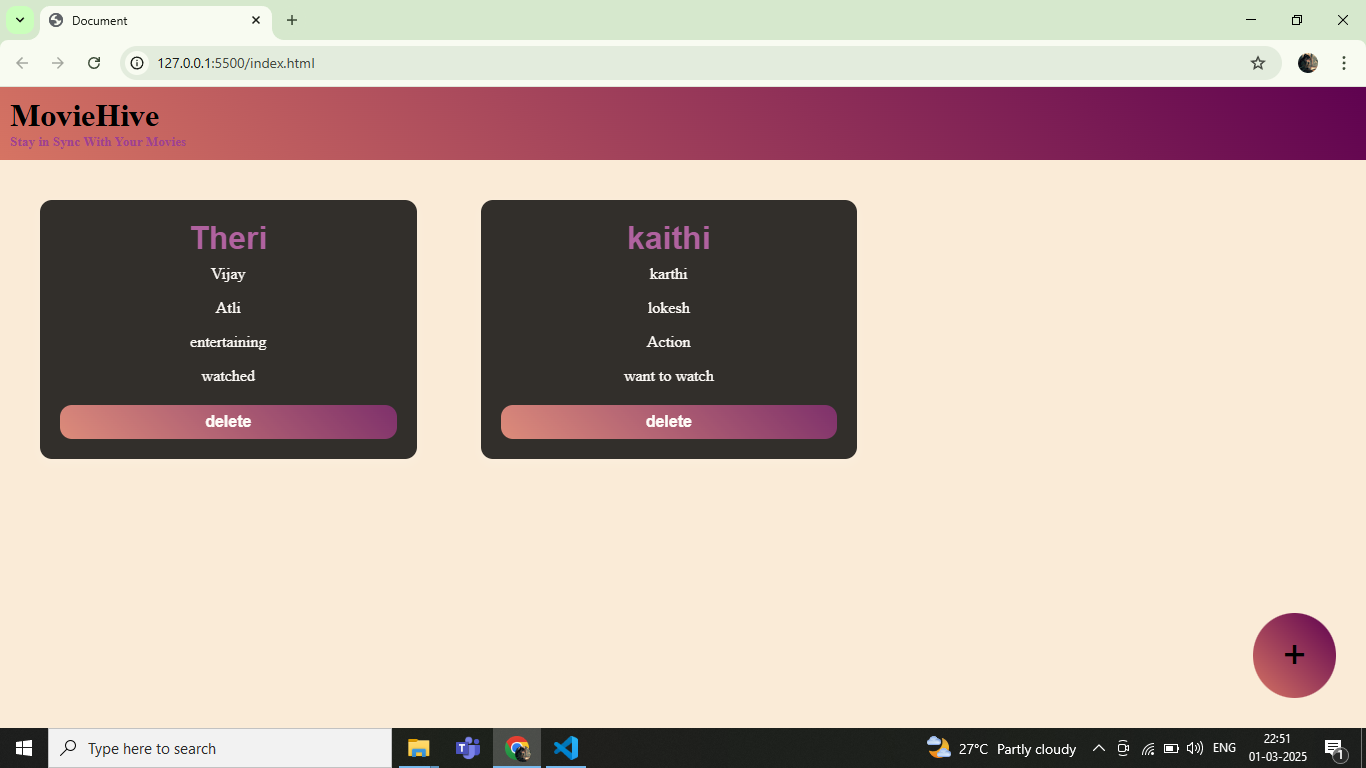 Document
127.0.0.1:5500/index.html
MovieHive
Stay in Sync With Your Movies
Theri
Vijay
Atli
entertaining
watched
delete
kaithi
karthi
lokesh
Action
want to watch
delete
+
Type here to search
27°C Partly cloudy
ENG
22:51
01-03-2025
1